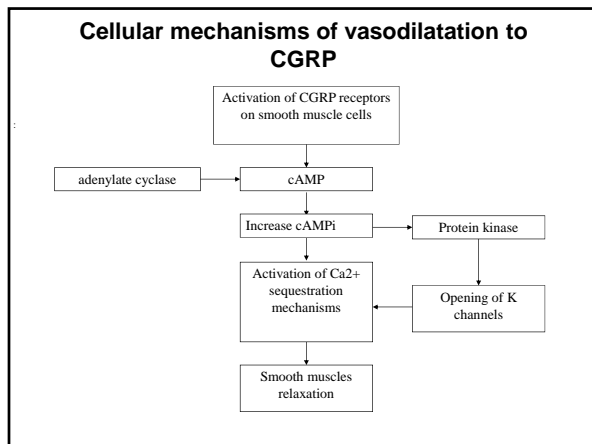 Cellular mechanisms of vasodilatation to
CGRP
Activation of CGRP receptors
on smooth muscle cells
:
adenylate cyclase
cAMP
Increase cAMPi
Protein kinase
Activation of Ca2+
sequestration
mechanisms
Opening of K
channels
Smooth muscles
relaxation